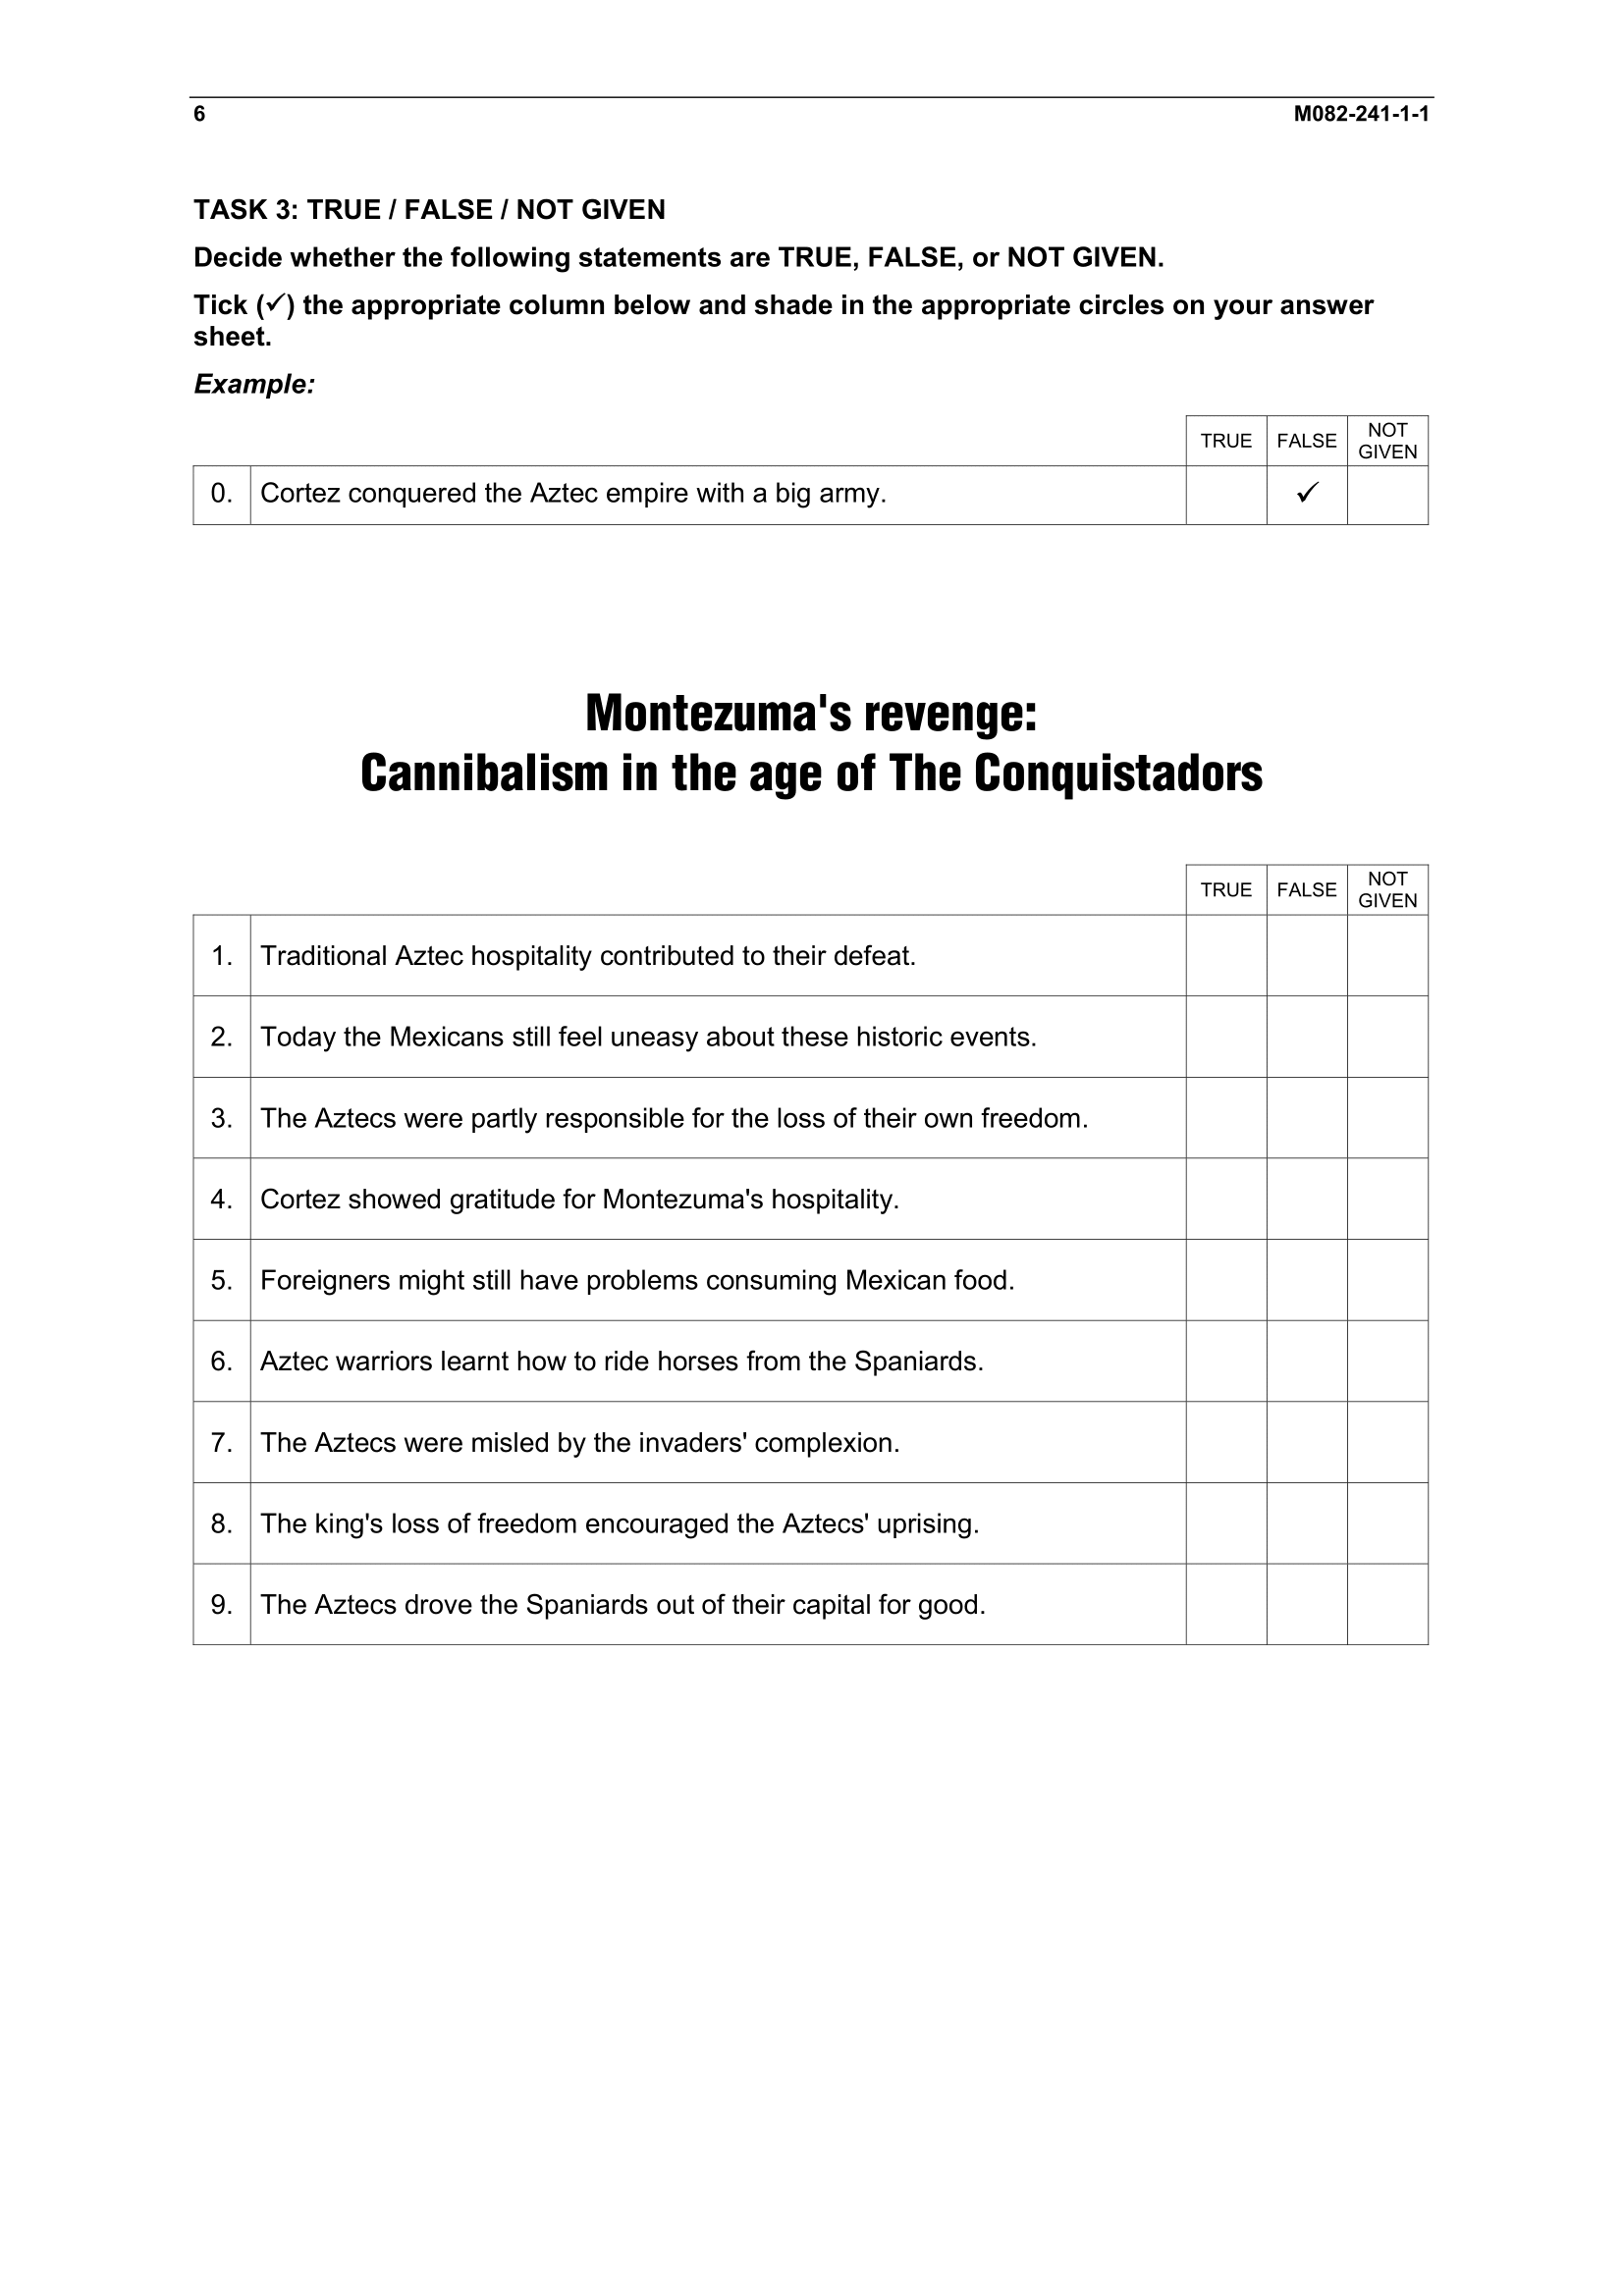 6 M082-241-1-1
TASK 3: TRUE / FALSE / NOT GIVEN
Decide whether the following statements are TRUE, FALSE, or NOT GIVEN.
Tick (✓) the appropriate column below and shade in the appropriate circles on your answer
sheet.
Example:
TRUE FALSE NOT GIVEN
0. Cortez conquered the Aztec empire with a big army. ✓
Montezuma's revenge:
Cannibalism in the age of The Conquistadors
TRUE FALSE NOT GIVEN
1. Traditional Aztec hospitality contributed to their defeat.
2. Today the Mexicans still feel uneasy about these historic events.
3. The Aztecs were partly responsible for the loss of their own freedom.
4. Cortez showed gratitude for Montezuma's hospitality.
5. Foreigners might still have problems consuming Mexican food.
6. Aztec warriors learnt how to ride horses from the Spaniards.
7. The Aztecs were misled by the invaders' complexion.
8. The king's loss of freedom encouraged the Aztecs' uprising.
9. The Aztecs drove the Spaniards out of their capital for good.